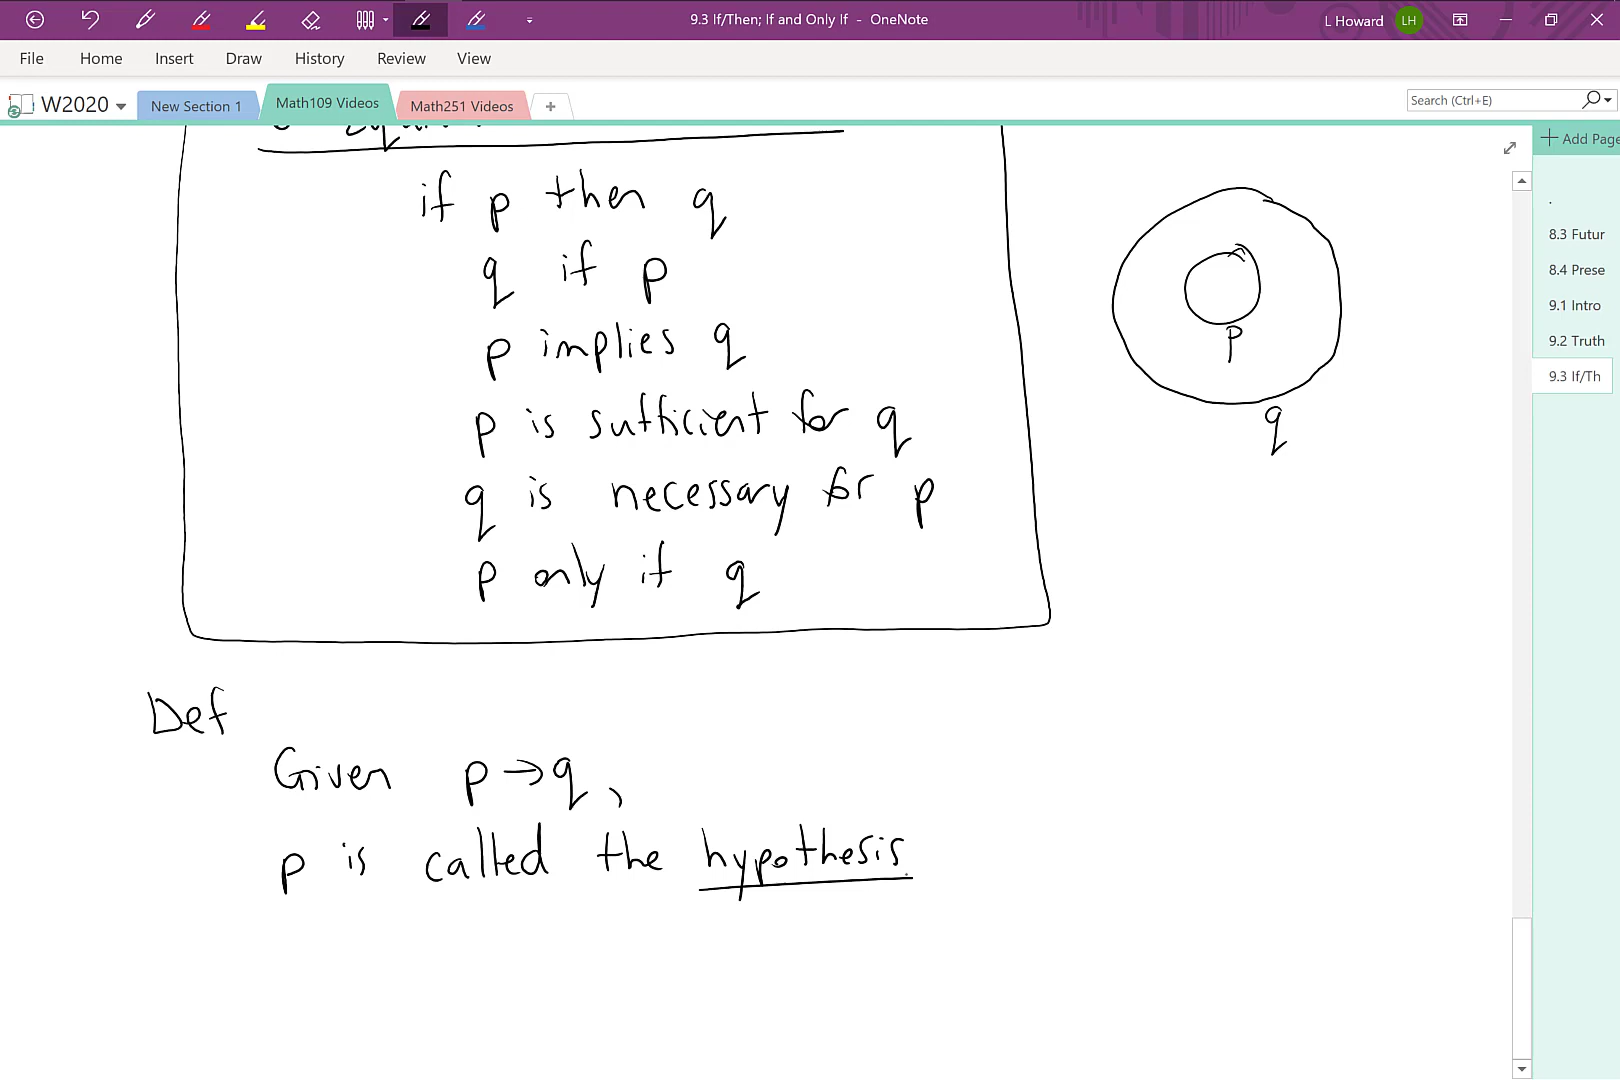 9.3 If/Then; If and Only If - OneNote
L Howard
LH
File Home Insert Draw History Review View
W2020
New Section 1
Math109 Videos
Math251 Videos
Search (Ctrl+E)
Add Page
if p then q
q if p
p implies q
p is sufficient for q
q is necessary for p
p only if q
p
q
8.3 Futur
8.4 Prese
9.1 Intro
9.2 Truth
9.3 If/Th
Def
Given p → q,
p is called the hypothesis